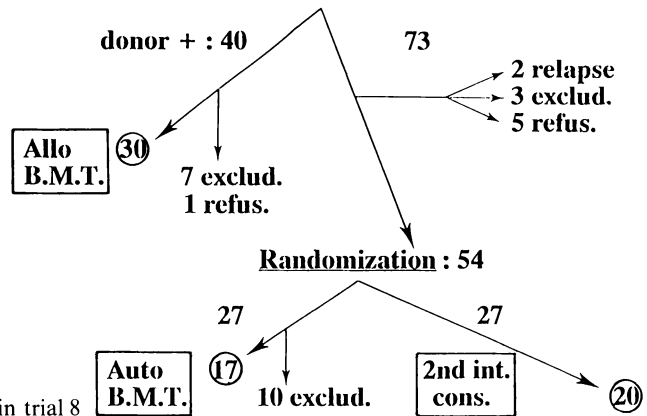 donor + : 40
73
2 relapse
3 exclud.
5 refus.
Allo
B.M.T.
30
7 exclud.
1 refus.
Randomization : 54
27
27
Auto
B.M.T.
17
10 exclud.
2nd int.
cons.
20
in trial 8